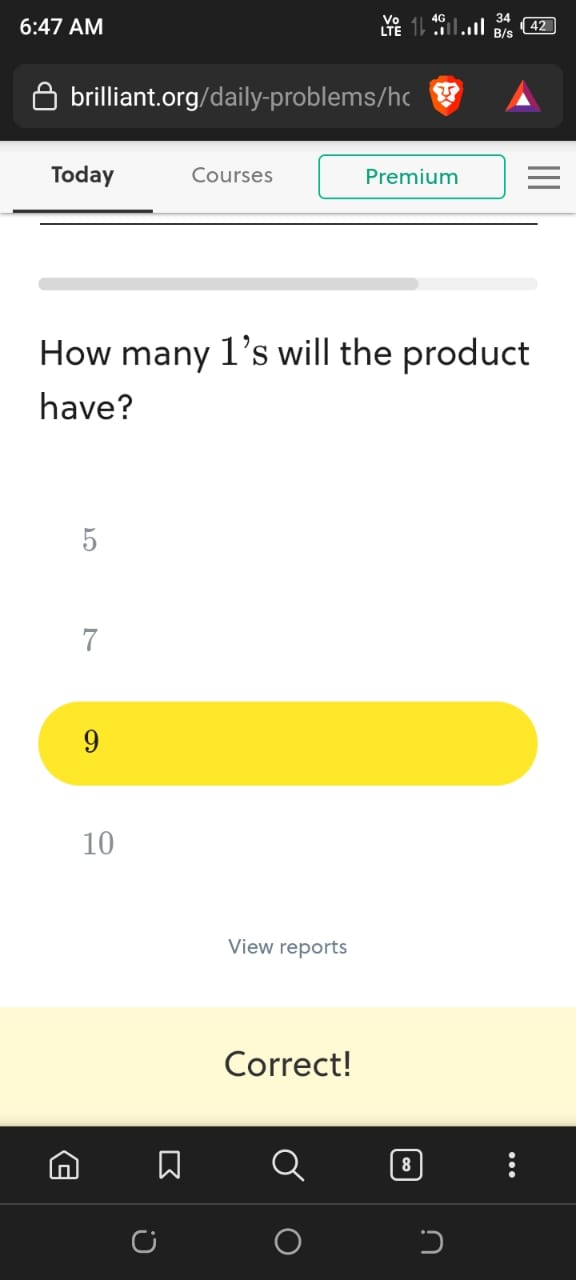 6:47 AM Vo LTE 4G 34 B/s 42
brilliant.org/daily-problems/hc
Today Courses Premium
How many 1's will the product
have?
5
7
9
10
View reports
Correct!
8